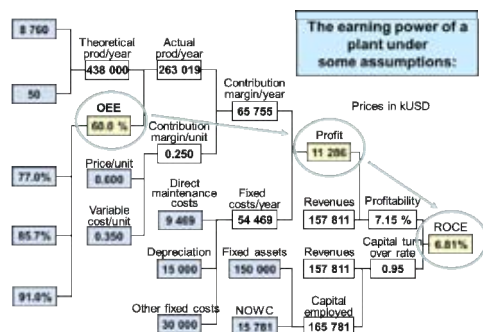 The earning power of a
plant under
some assumptions:
Prices in kUSD
8 760
50
77.0%
85.7%
91.0%
Theoretical
prod/year
438 000
Actual
prod/year
263 019
OEE
60.0 %
Price/unit
0.600
Variable
cost/unit
0.350
Contribution
margin/unit
0.250
Contribution
margin/year
65 755
Direct
maintenance
costs
9 469
Depreciation
15 000
Other fixed costs
30 000
Fixed
costs/year
54 469
Fixed assets
150 000
NOWC
15 781
Profit
11 286
Revenues
157 811
Profitability
7.15 %
Revenues
157 811
Capital turn
over rate
0.95
Capital
employed
165 781
ROCE
6.81%